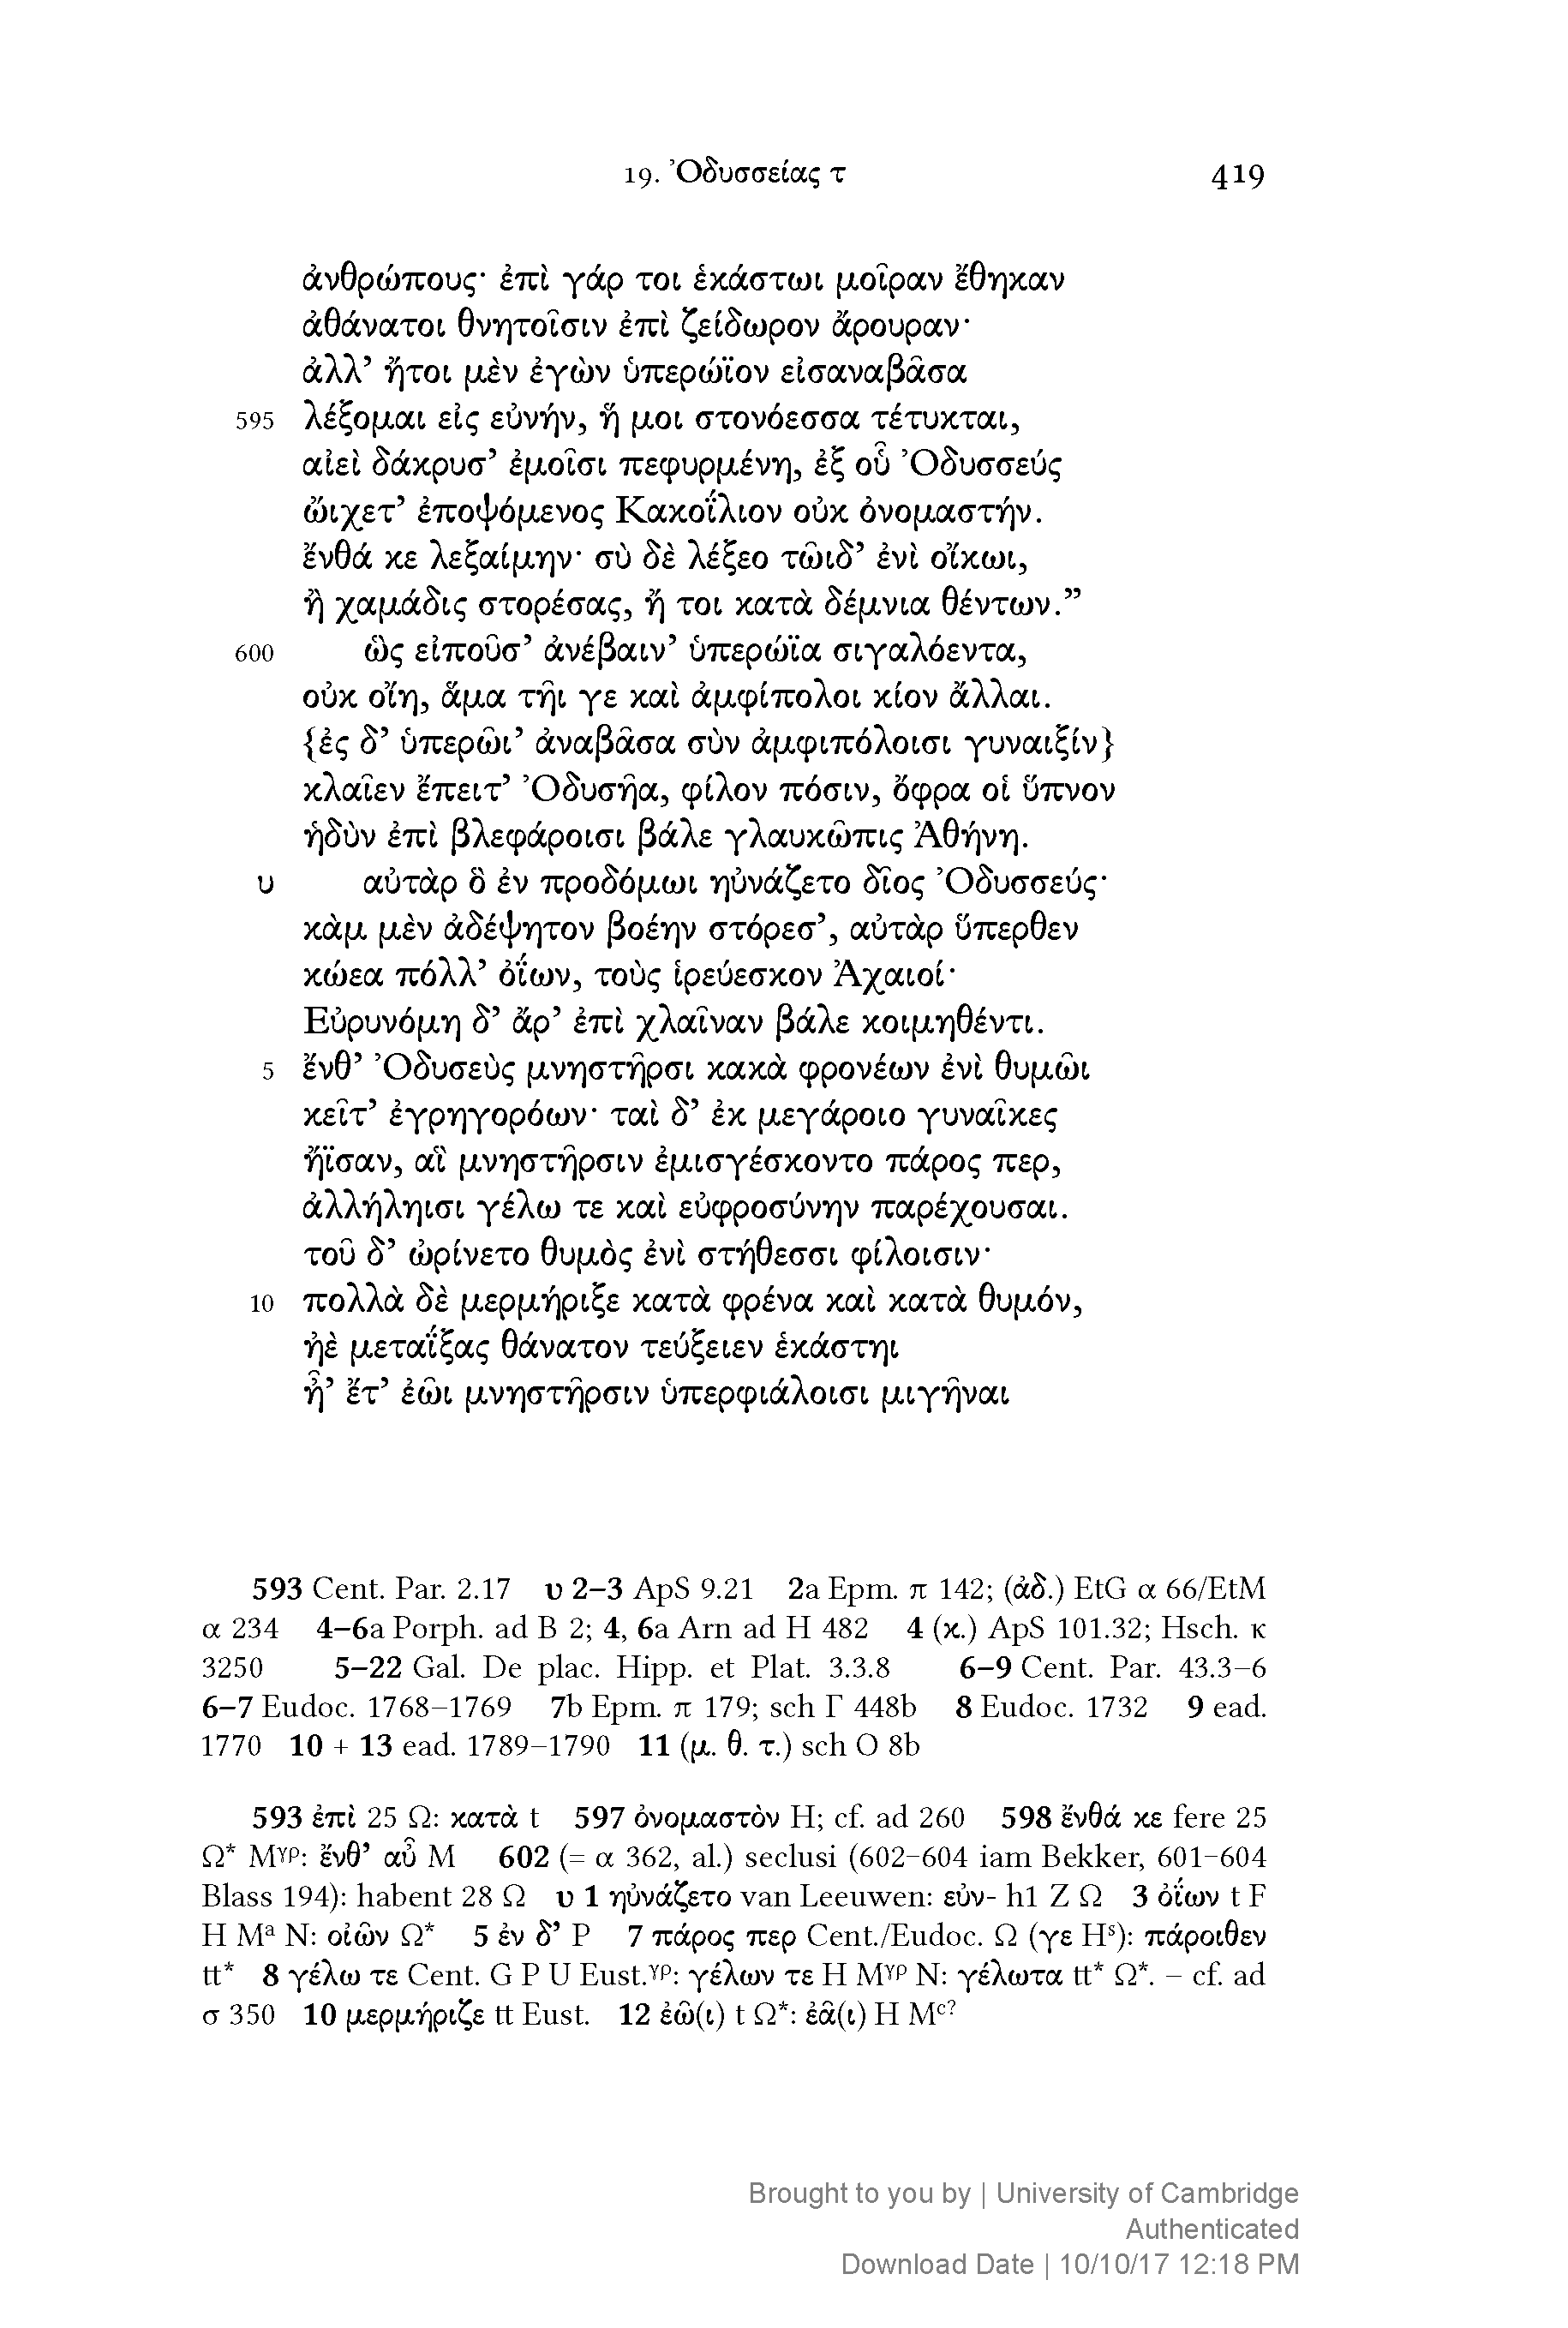 19. Ὀδυσσείας τ 419
ἀνθρώπους· ἐπὶ γάρ τοι ἑκάστωι μοῖραν ἔθηκαν
ἀθάνατοι θνητοῖσιν ἐπὶ ζείδωρον ἄρουραν·
ἀλλ’ ἤτοι μὲν ἐγὼν ὑπερώϊον εἰσαναβᾶσα
595 λέξομαι εἰς εὐνήν, ἥ μοι στονόεσσα τέτυκται,
αἰεὶ δάκρυσ’ ἐμοῖσι πεφυρμένη, ἐξ οὗ Ὀδυσσεύς
ὤιχετ’ ἐποψόμενος Κακοΐλιον οὐκ ὀνομαστήν.
ἔνθά κε λεξαίμην· σὺ δὲ λέξεο τῶιδ’ ἐνὶ οἴκωι,
ἢ χαμάδις στορέσας, ἤ τοι κατὰ δέμνια θέντων.”
600 ὣς εἰποῦσ’ ἀνέβαιν’ ὑπερώϊα σιγαλόεντα,
οὐκ οἴη, ἅμα τῆι γε καὶ ἀμφίπολοι κίον ἄλλαι.
{ἐς δ’ ὑπερῶι’ ἀναβᾶσα σὺν ἀμφιπόλοισι γυναιξίν}
κλαῖεν ἔπειτ’ Ὀδυσῆα, φίλον πόσιν, ὄφρα οἱ ὕπνον
ἡδὺν ἐπὶ βλεφάροισι βάλε γλαυκῶπις Ἀθήνη.
υ αὐτὰρ ὃ ἐν προδόμωι ηὐνάζετο δῖος Ὀδυσσεύς·
κὰμ μὲν ἀδέψητον βοέην στόρεσ’, αὐτὰρ ὕπερθεν
κώεα πόλλ’ ὀΐων, τοὺς ἱρεύεσκον Ἀχαιοί·
Εὐρυνόμη δ’ ἄρ’ ἐπὶ χλαῖναν βάλε κοιμηθέντι.
5 ἔνθ’ Ὀδυσεὺς μνηστῆρσι κακὰ φρονέων ἐνὶ θυμῶι
κεῖτ’ ἐγρηγορόων· ταὶ δ’ ἐκ μεγάροιο γυναῖκες
ἤϊσαν, αἳ μνηστῆρσιν ἐμισγέσκοντο πάρος περ,
ἀλλήληισι γέλω τε καὶ εὐφροσύνην παρέχουσαι.
τοῦ δ’ ὠρίνετο θυμὸς ἐνὶ στήθεσσι φίλοισιν·
10 πολλὰ δὲ μερμήριξε κατὰ φρένα καὶ κατὰ θυμόν,
ἠὲ μεταΐξας θάνατον τεύξειεν ἑκάστηι
ἦ’ ἔτ’ ἐῶι μνηστῆρσιν ὑπερφιάλοισι μιγῆναι
593 Cent. Par. 2.17 υ 2–3 ApS 9.21 2a Epm. π 142; (ἀδ.) EtG α 66/EtM
α 234 4–6a Porph. ad Β 2; 4, 6a Arn ad Η 482 4 (κ.) ApS 101.32; Hsch. κ
3250 5–22 Gal. De plac. Hipp. et Plat. 3.3.8 6–9 Cent. Par. 43.3–6
6–7 Eudoc. 1768–1769 7b Epm. π 179; sch Γ 448b 8 Eudoc. 1732 9 ead.
1770 10 + 13 ead. 1789–1790 11 (μ. θ. τ.) sch Ο 8b
593 ἐπὶ 25 Ω: κατὰ t 597 ὀνομαστὸν H; cf. ad 260 598 ἔνθά κε fere 25
Ω* Mγρ: ἔνθ’ αὖ M 602 (= α 362, al.) seclusi (602–604 iam Bekker, 601–604
Blass 194): habent 28 Ω υ 1 ηὐνάζετο van Leeuwen: εὐν- h1 Z Ω 3 ὀΐων t F
H Mᵃ N: οἰῶν Ω* 5 ἐν δ’ P 7 πάρος περ Cent./Eudoc. Ω (γε Hˢ): πάροιθεν
tt* 8 γέλω τε Cent. G P U Eust.γρ: γέλων τε H Mγρ N: γέλωτα tt* Ω*. – cf. ad
σ 350 10 μερμήριζε tt Eust. 12 ἐῶ(ι) t Ω*: ἐᾶ(ι) H Mᶜ?
Brought to you by | University of Cambridge
Authenticated
Download Date | 10/10/17 12:18 PM